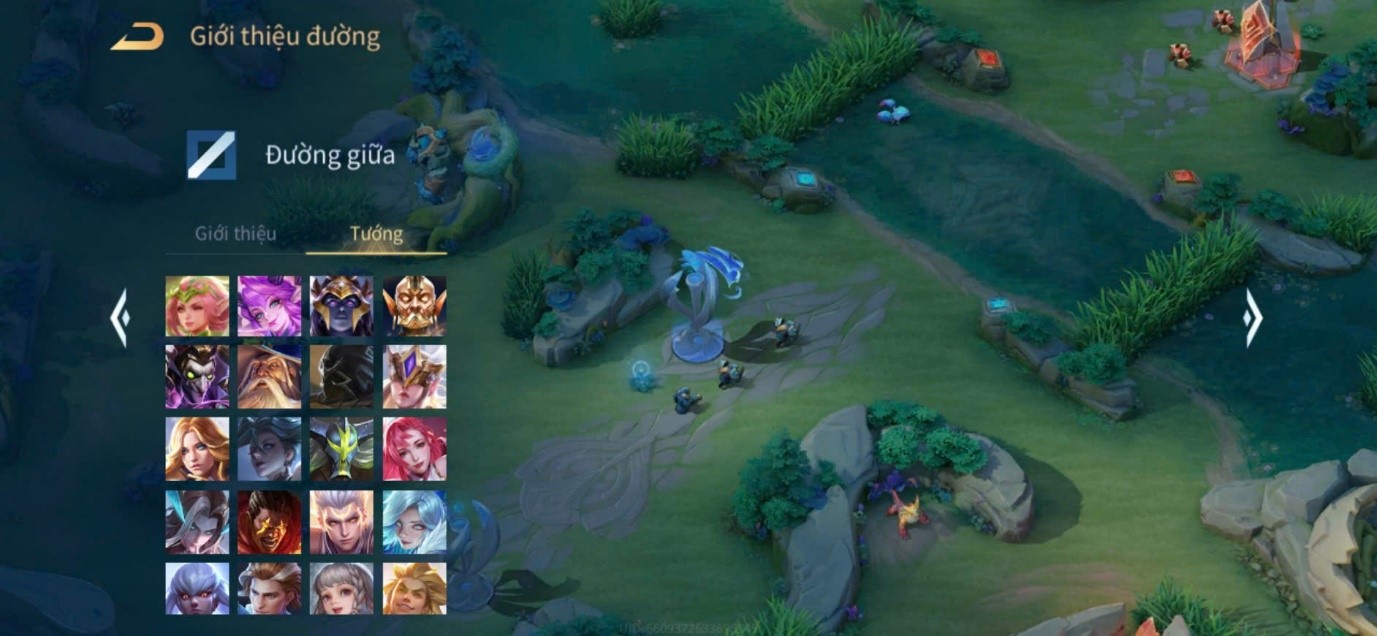 Giới thiệu đường
Đường giữa
Giới thiệu
Tướng